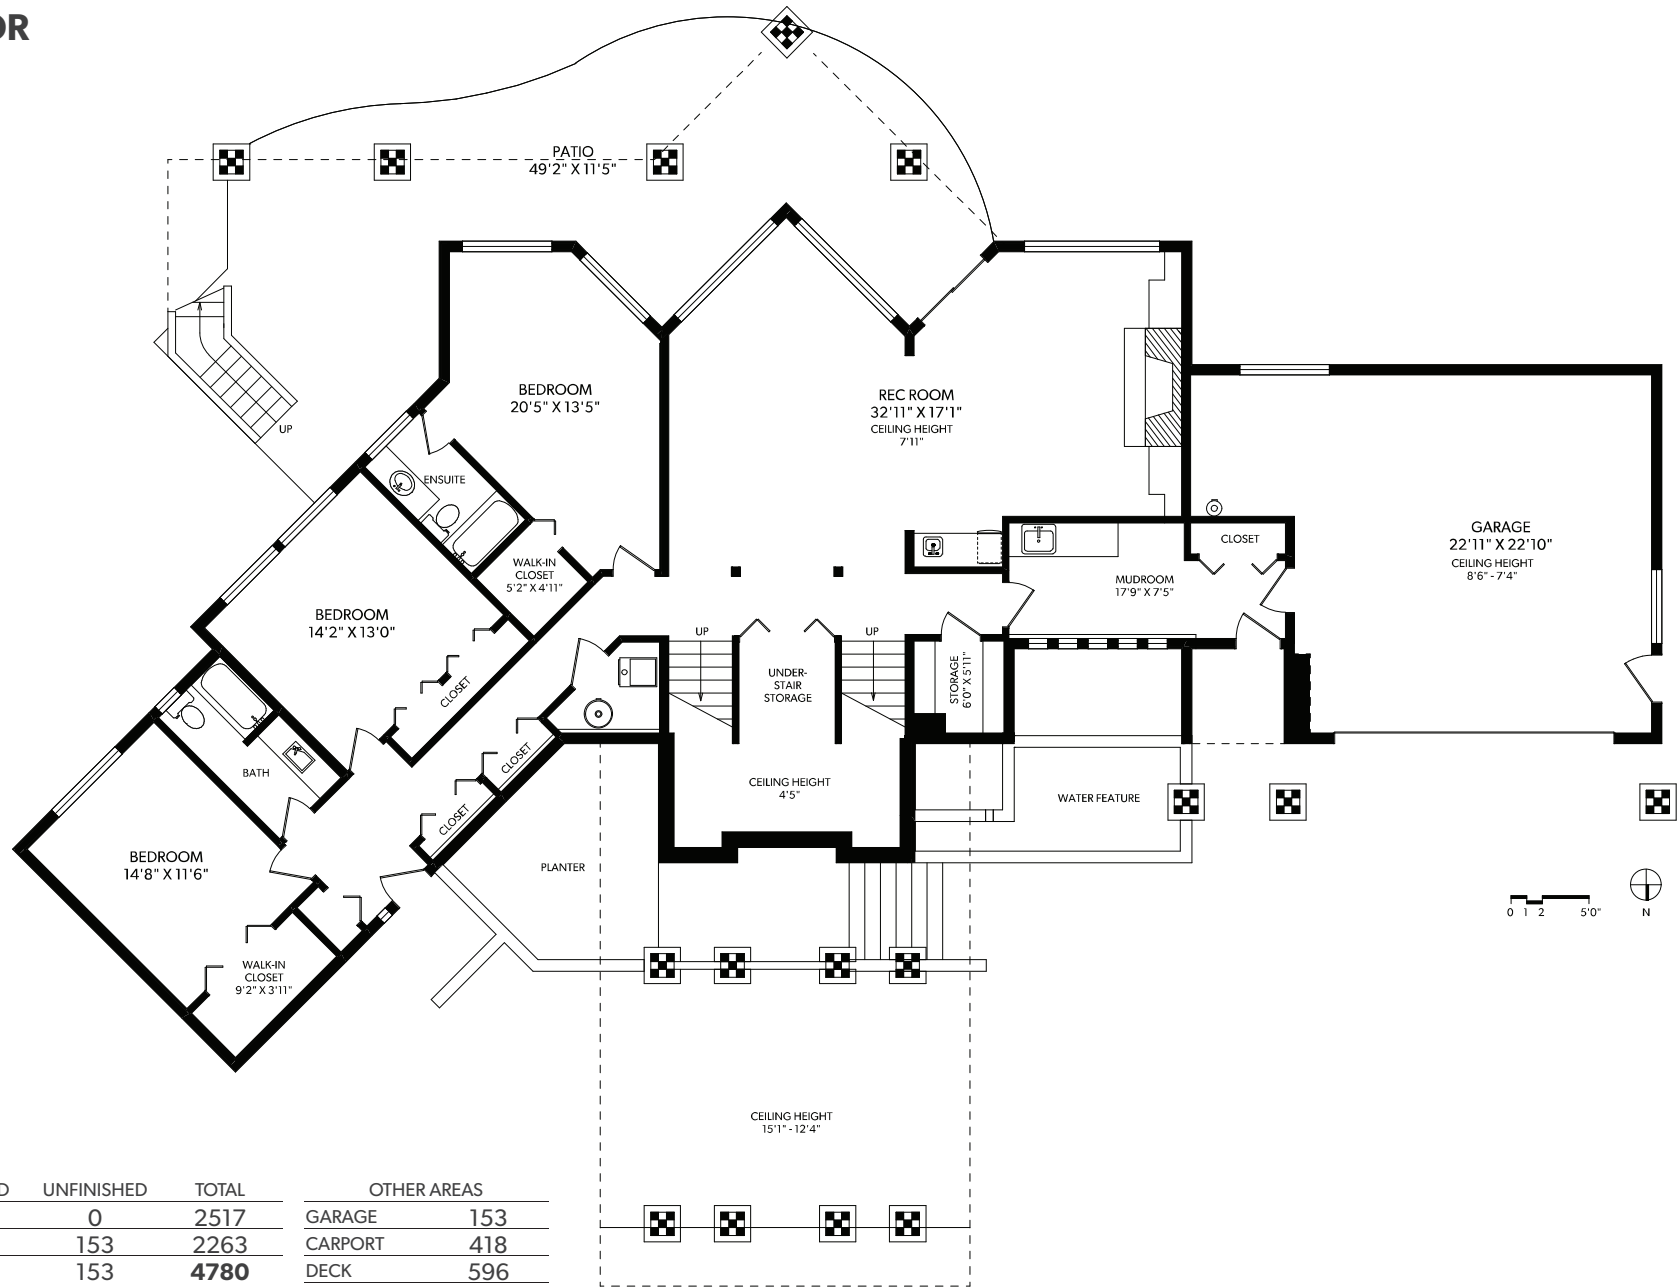 OR
PATIO
49'2" X 11'5"
BEDROOM
20'5" X 13'5"
REC ROOM
32'11" X 17'1"
CEILING HEIGHT
7'11"
UP
ENSUITE
WALK-IN
CLOSET
5'2" X 4'11"
CLOSET
GARAGE
22'11" X 22'10"
CEILING HEIGHT
8'6" - 7'4"
MUDROOM
17'9" X 7'5"
BEDROOM
14'2" X 13'0"
CLOSET
UP
UP
UNDER-
STAIR
STORAGE
STORAGE
6'0" X 5'11"
CLOSET
CLOSET
BATH
CEILING HEIGHT
4'5"
WATER FEATURE
BEDROOM
14'8" X 11'6"
PLANTER
WALK-IN
CLOSET
9'2" X 3'11"
0 1 2 5'0"
N
CEILING HEIGHT
15'1" - 12'4"
D UNFINISHED TOTAL
0 2517
153 2263
153 4780
OTHER AREAS
GARAGE 153
CARPORT 418
DECK 596